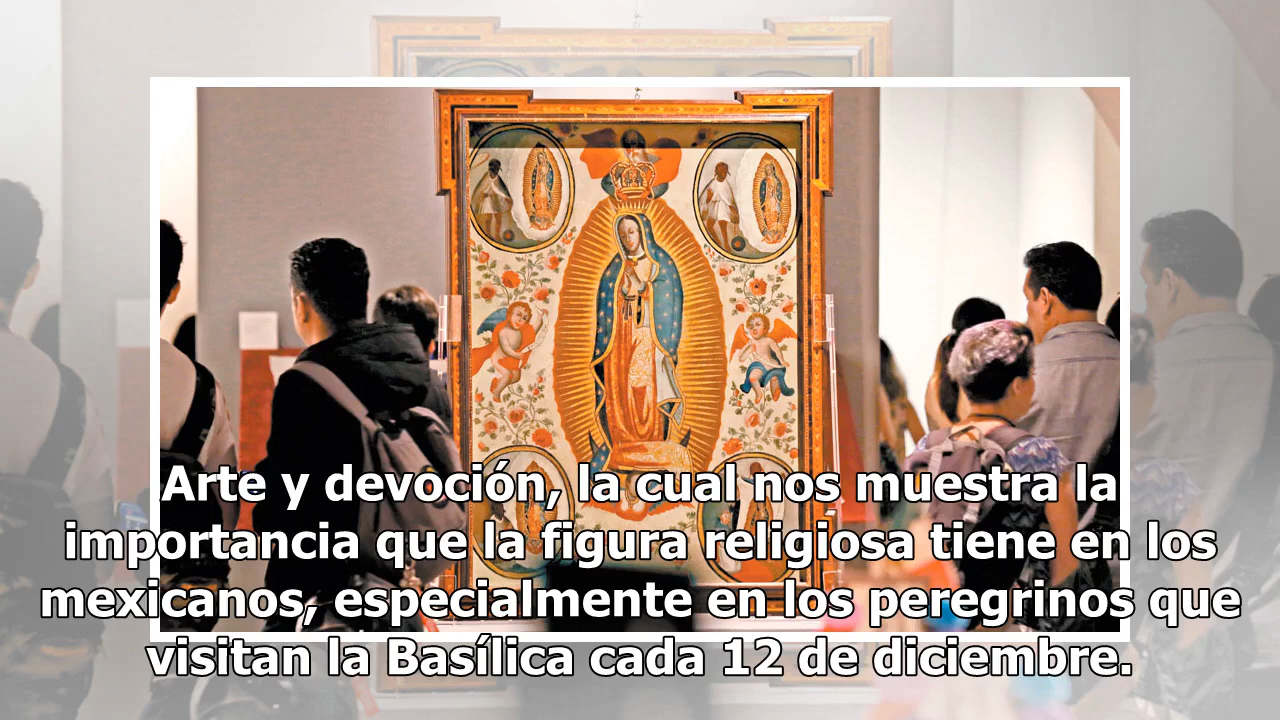 Arte y devoción, la cual nos muestra la
importancia que la figura religiosa tiene en los
mexicanos, especialmente en los peregrinos que
visitan la Basílica cada 12 de diciembre.